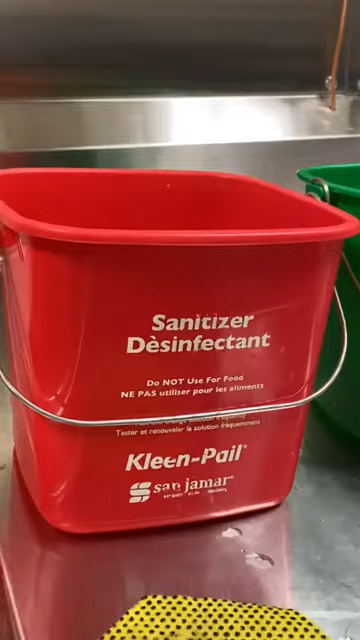 Sanitizer
Dèsinfectant
Do NOT Use For Food
NE PAS utiliser pour les aliments
Tester et renouveler la solution fréquemment
Kleen-Pail
san jamar